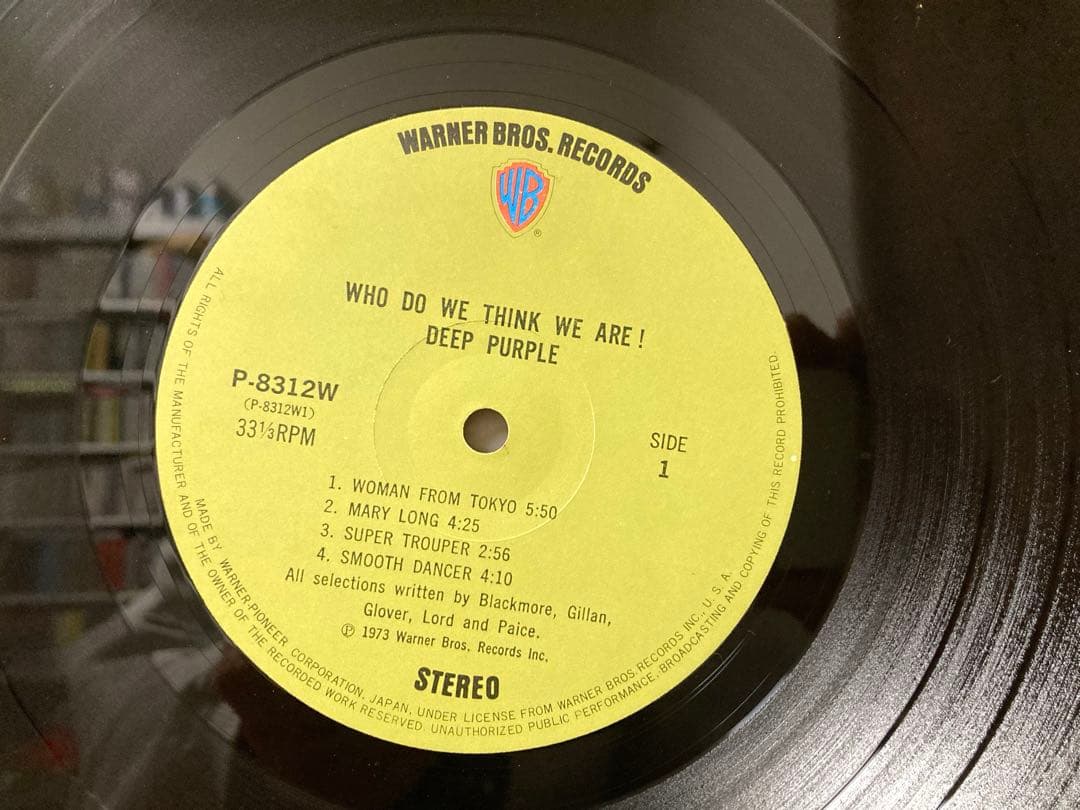 WARNER BROS. RECORDS
WB
®
WHO DO WE THINK WE ARE!
DEEP PURPLE
P-8312W
(P-8312W1)
33⅓RPM
SIDE
1
1. WOMAN FROM TOKYO 5:50
2. MARY LONG 4:25
3. SUPER TROUPER 2:56
4. SMOOTH DANCER 4:10
All selections written by Blackmore, Gillan,
Glover, Lord and Paice.
℗ 1973 Warner Bros. Records Inc.
STEREO
MADE BY WARNER-PIONEER CORPORATION, JAPAN, UNDER LICENSE FROM WARNER BROS. RECORDS INC., U. S. A.
ALL RIGHTS OF THE MANUFACTURER AND OF THE OWNER OF THE RECORDED WORK RESERVED. UNAUTHORIZED PUBLIC PERFORMANCE, BROADCASTING AND COPYING OF THIS RECORD PROHIBITED.